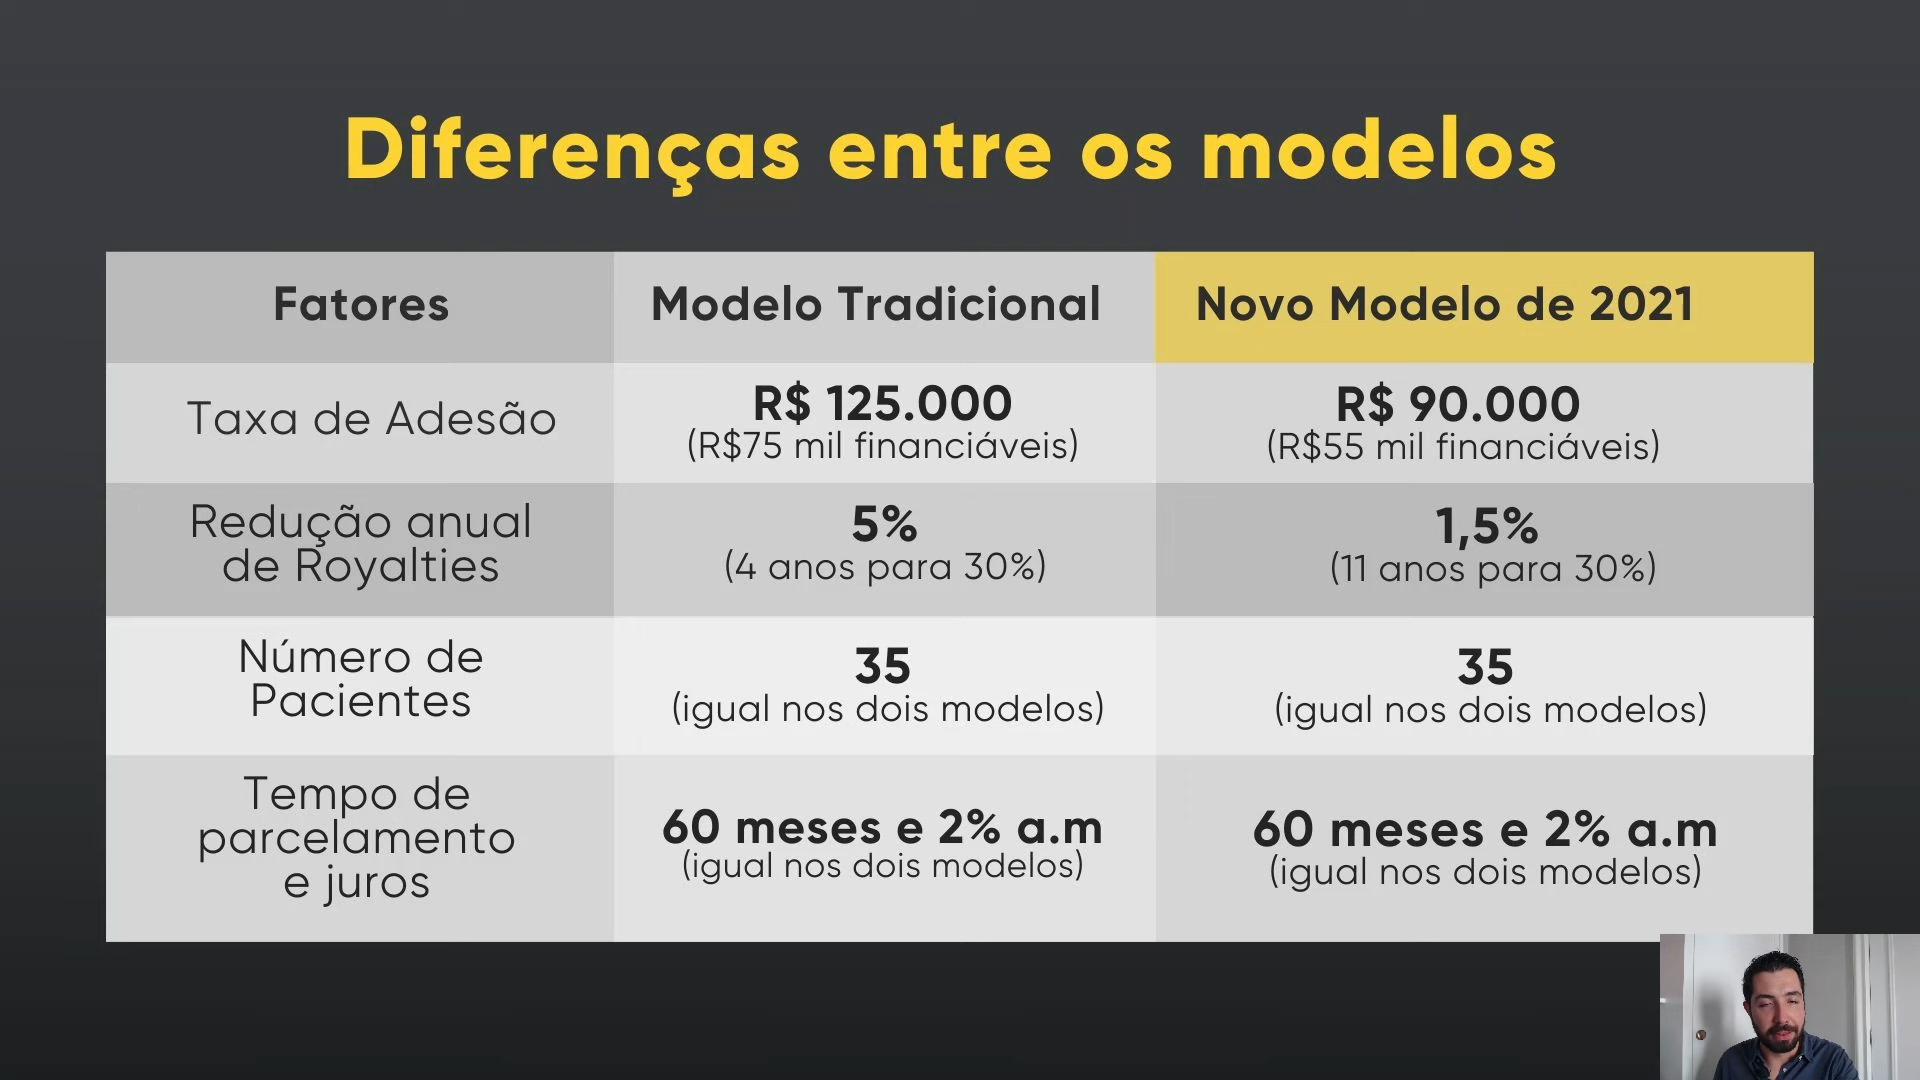 Diferenças entre os modelos
Fatores
Modelo Tradicional
Novo Modelo de 2021
Taxa de Adesão
R$ 125.000
(R$75 mil financiáveis)
R$ 90.000
(R$55 mil financiáveis)
Redução anual
de Royalties
5%
(4 anos para 30%)
1,5%
(11 anos para 30%)
Número de
Pacientes
35
(igual nos dois modelos)
35
(igual nos dois modelos)
Tempo de
parcelamento
e juros
60 meses e 2% a.m
(igual nos dois modelos)
60 meses e 2% a.m
(igual nos dois modelos)